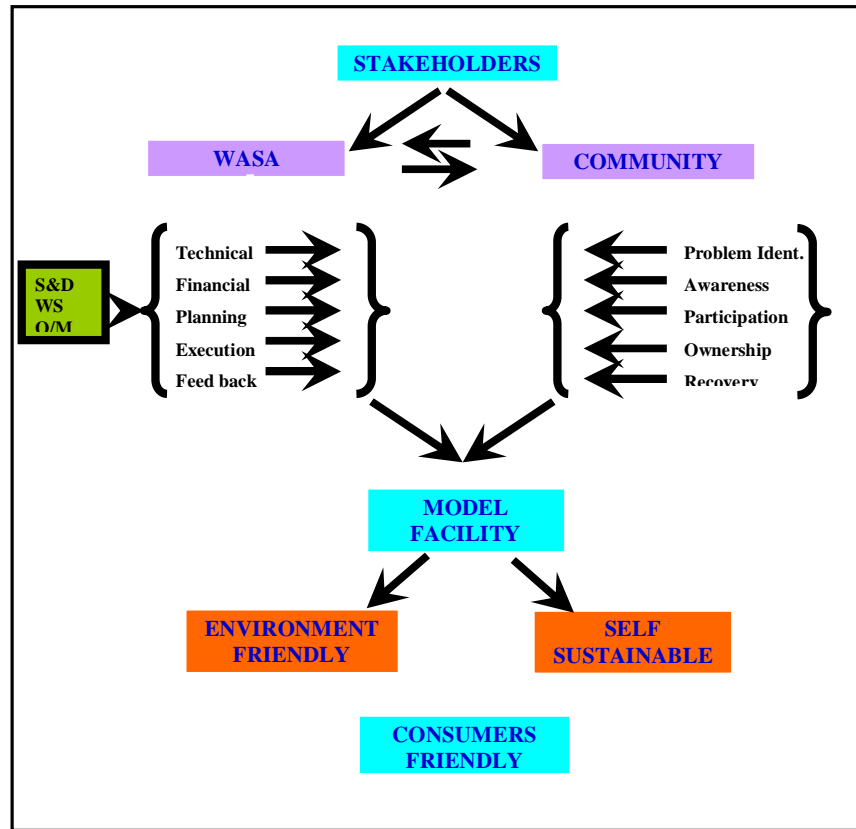 STAKEHOLDERS
WASA
COMMUNITY
S&D
WS
O/M
Technical
Financial
Planning
Execution
Feed back
Problem Ident.
Awareness
Participation
Ownership
Recovery
MODEL
FACILITY
ENVIRONMENT
FRIENDLY
SELF
SUSTAINABLE
CONSUMERS
FRIENDLY